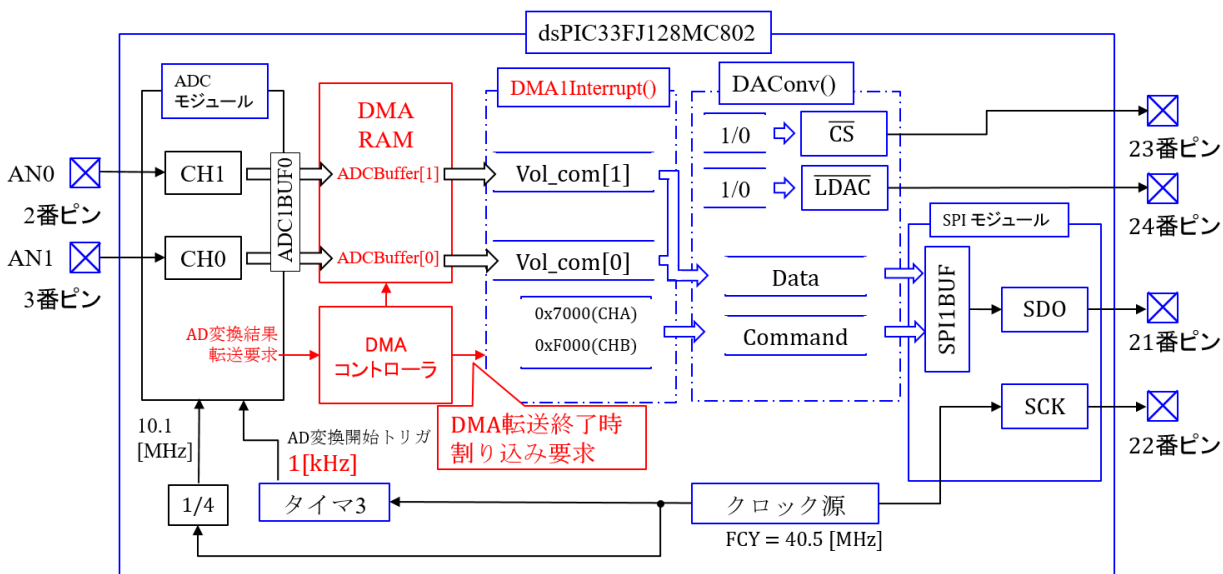 dsPIC33FJ128MC802
ADC
モジュール
CH1
CH0
ADC1BUF0
AN0
2番ピン
AN1
3番ピン
AD変換結果
転送要求
DMA
RAM
ADCBuffer[1]
ADCBuffer[0]
DMA
コントローラ
DMA1Interrupt()
Vol_com[1]
Vol_com[0]
0x7000(CHA)
0xF000(CHB)
DMA転送終了時
割り込み要求
DAConv()
1/0
CS
1/0
LDAC
Data
Command
SPI モジュール
SPI1BUF
SDO
SCK
23番ピン
24番ピン
21番ピン
22番ピン
10.1
[MHz]
AD変換開始トリガ
1[kHz]
1/4
タイマ3
クロック源
FCY = 40.5 [MHz]